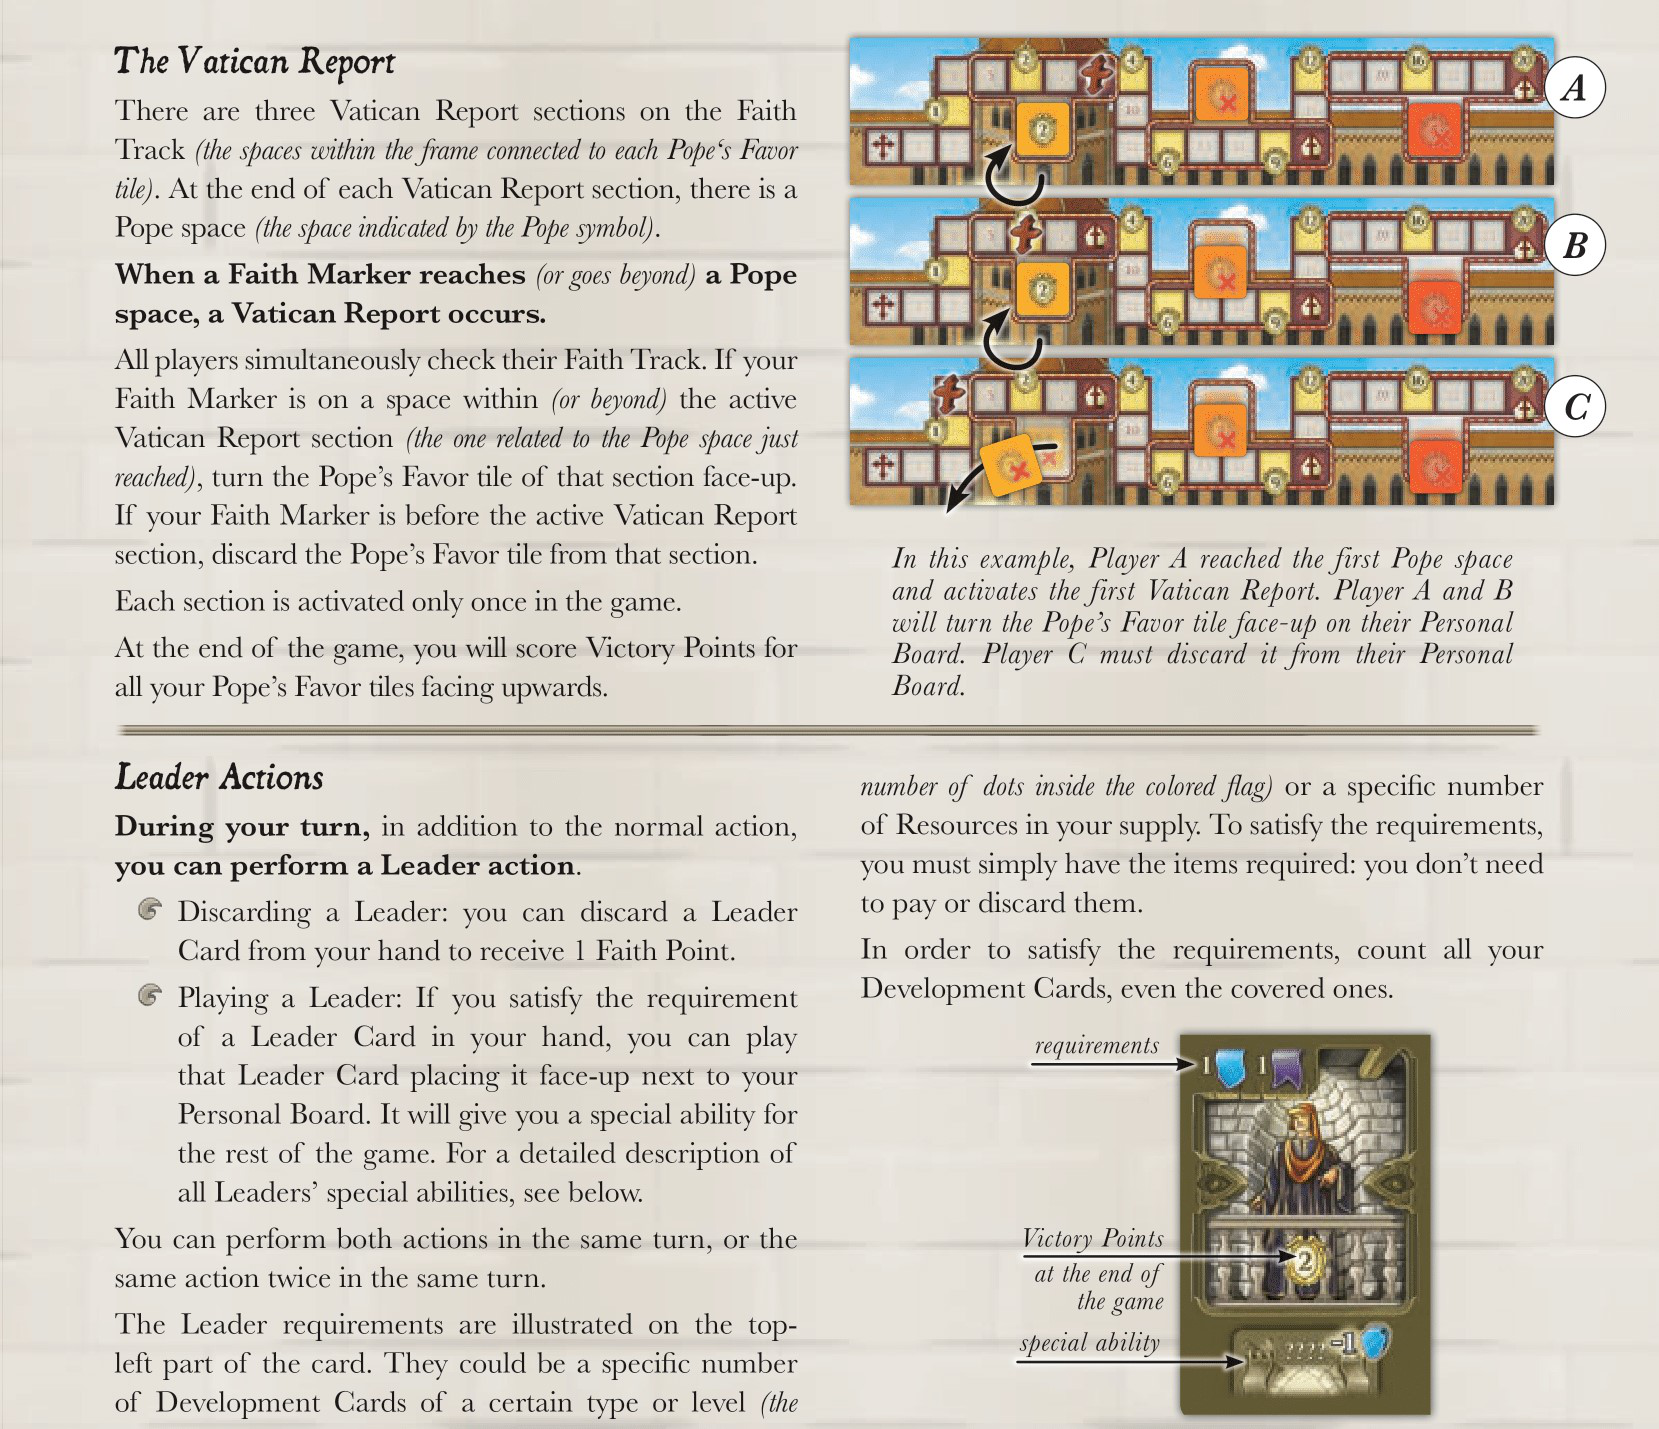 The Vatican Report
There are three Vatican Report sections on the Faith
Track (the spaces within the frame connected to each Pope‘s Favor
tile). At the end of each Vatican Report section, there is a
Pope space (the space indicated by the Pope symbol).
When a Faith Marker reaches (or goes beyond) a Pope
space, a Vatican Report occurs.
All players simultaneously check their Faith Track. If your
Faith Marker is on a space within (or beyond) the active
Vatican Report section (the one related to the Pope space just
reached), turn the Pope’s Favor tile of that section face-up.
If your Faith Marker is before the active Vatican Report
section, discard the Pope’s Favor tile from that section.
Each section is activated only once in the game.
At the end of the game, you will score Victory Points for
all your Pope’s Favor tiles facing upwards.
A
B
C
In this example, Player A reached the first Pope space
and activates the first Vatican Report. Player A and B
will turn the Pope’s Favor tile face-up on their Personal
Board. Player C must discard it from their Personal
Board.
Leader Actions
During your turn, in addition to the normal action,
you can perform a Leader action.
Discarding a Leader: you can discard a Leader
Card from your hand to receive 1 Faith Point.
Playing a Leader: If you satisfy the requirement
of a Leader Card in your hand, you can play
that Leader Card placing it face-up next to your
Personal Board. It will give you a special ability for
the rest of the game. For a detailed description of
all Leaders’ special abilities, see below.
You can perform both actions in the same turn, or the
same action twice in the same turn.
The Leader requirements are illustrated on the top-
left part of the card. They could be a specific number
of Development Cards of a certain type or level (the
number of dots inside the colored flag) or a specific number
of Resources in your supply. To satisfy the requirements,
you must simply have the items required: you don’t need
to pay or discard them.
In order to satisfy the requirements, count all your
Development Cards, even the covered ones.
requirements
1 1
Victory Points
at the end of
the game
2
special ability
???? -1